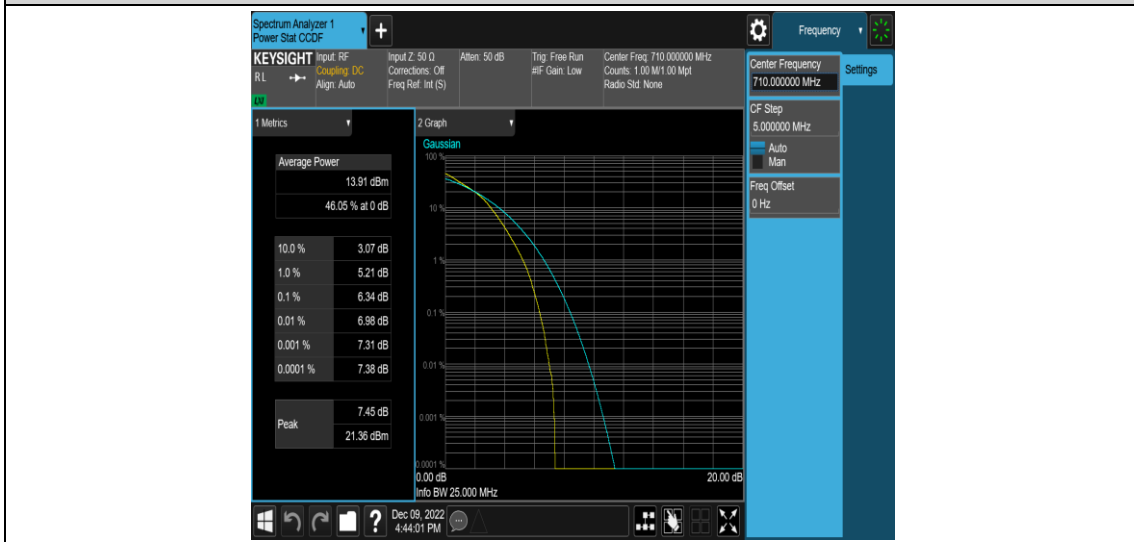 Spectrum Analyzer 1
Power Stat CCDF
+
Frequency
KEYSIGHT
RL
LXI
Input: RF
Coupling: DC
Align: Auto
Input Z: 50 Ω
Corrections: Off
Freq Ref: Int (S)
Atten: 50 dB
Trig: Free Run
#IF Gain: Low
Center Freq: 710.000000 MHz
Counts: 1.00 M/1.00 Mpt
Radio Std: None
Center Frequency
710.000000 MHz
Settings
CF Step
5.000000 MHz
Auto
Man
Freq Offset
0 Hz
1 Metrics
Average Power
13.91 dBm
46.05 % at 0 dB
10.0 % 3.07 dB
1.0 % 5.21 dB
0.1 % 6.34 dB
0.01 % 6.98 dB
0.001 % 7.31 dB
0.0001 % 7.38 dB
Peak
7.45 dB
21.36 dBm
2 Graph
Gaussian
100 %
10 %
1 %
0.1 %
0.01 %
0.001 %
0.0001 %
0.00 dB 20.00 dB
Info BW 25.000 MHz
?
Dec 09, 2022
4:44:01 PM